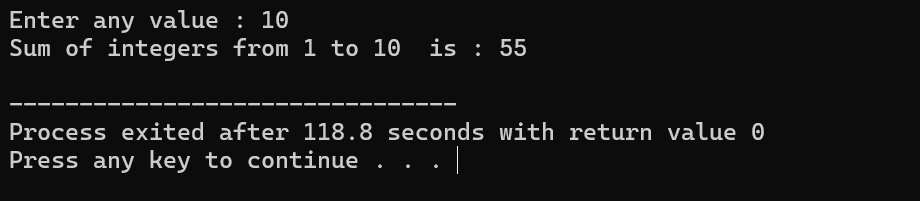 Enter any value : 10
Sum of integers from 1 to 10  is : 55
--------------------------------
Process exited after 118.8 seconds with return value 0
Press any key to continue . . .